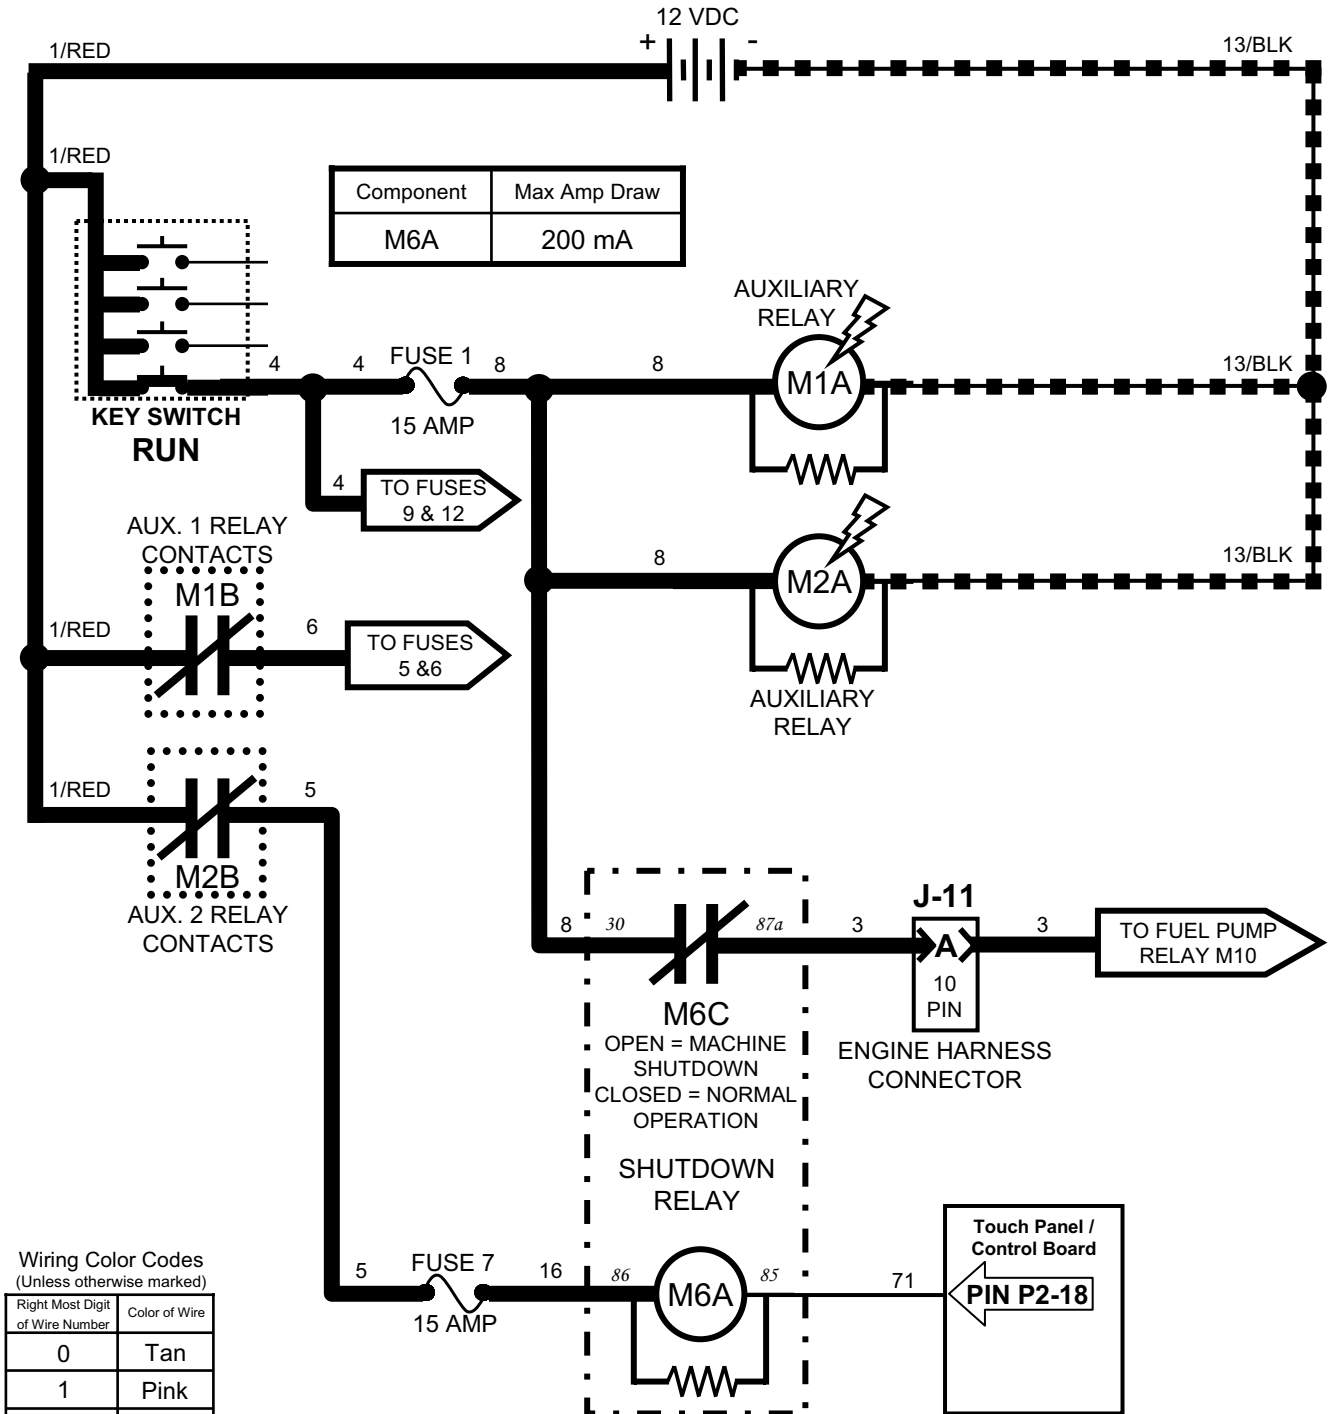 12 VDC
+
-
1/RED
13/BLK
1/RED
Component
Max Amp Draw
M6A
200 mA
AUXILIARY
RELAY
4
4
FUSE 1
8
8
M1A
13/BLK
15 AMP
KEY SWITCH
RUN
4
TO FUSES
9 & 12
AUX. 1 RELAY
CONTACTS
M1B
8
M2A
13/BLK
1/RED
6
TO FUSES
5 &6
AUXILIARY
RELAY
1/RED
5
M2B
AUX. 2 RELAY
CONTACTS
8
30
87a
3
J-11
A
10
PIN
3
TO FUEL PUMP
RELAY M10
M6C
OPEN = MACHINE
SHUTDOWN
CLOSED = NORMAL
OPERATION
ENGINE HARNESS
CONNECTOR
SHUTDOWN
RELAY
5
FUSE 7
15 AMP
16
86
M6A
85
71
Touch Panel /
Control Board
PIN P2-18
Wiring Color Codes
(Unless otherwise marked)
Right Most Digit
of Wire Number
Color of Wire
0
Tan
1
Pink